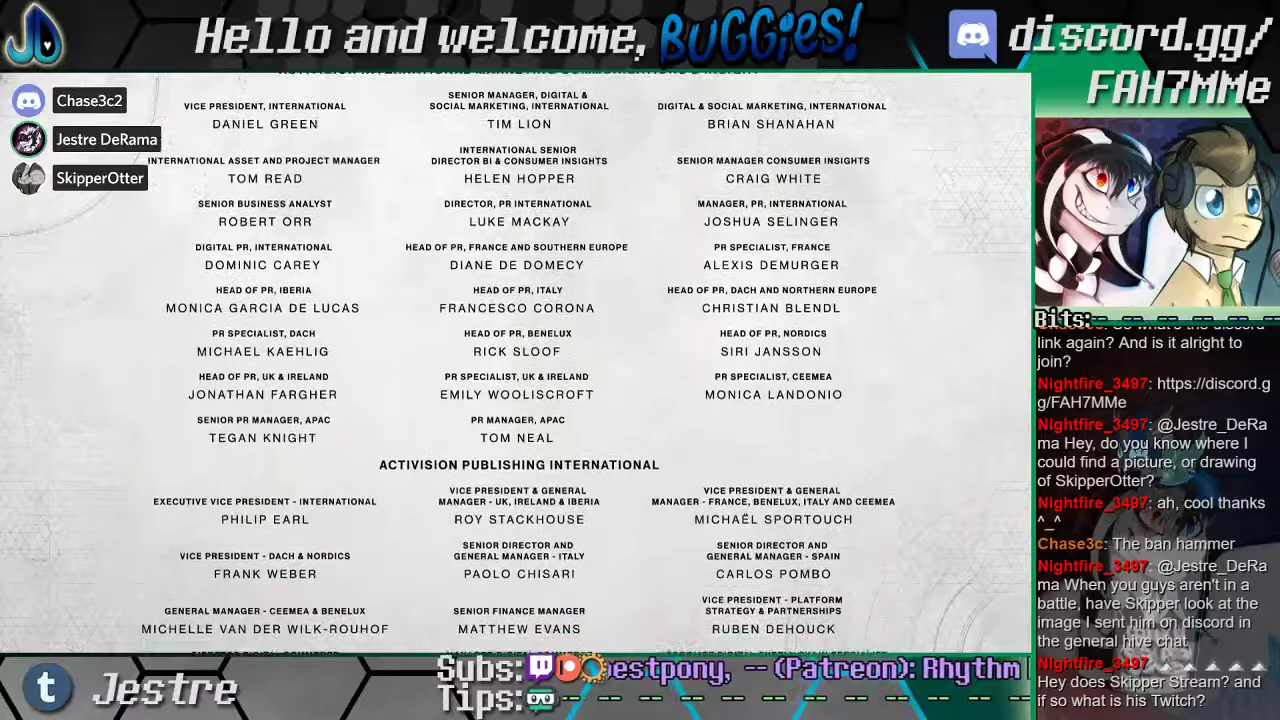 Hello and welcome, BUGGiES!
discord.gg/
FAH7MMe
Chase3c2
Jestre DeRama
SkipperOtter
VICE PRESIDENT, INTERNATIONAL
DANIEL GREEN
SENIOR MANAGER, DIGITAL &
SOCIAL MARKETING, INTERNATIONAL
TIM LION
DIGITAL & SOCIAL MARKETING, INTERNATIONAL
BRIAN SHANAHAN
INTERNATIONAL ASSET AND PROJECT MANAGER
TOM READ
INTERNATIONAL SENIOR
DIRECTOR BI & CONSUMER INSIGHTS
HELEN HOPPER
SENIOR MANAGER CONSUMER INSIGHTS
CRAIG WHITE
SENIOR BUSINESS ANALYST
ROBERT ORR
DIRECTOR, PR INTERNATIONAL
LUKE MACKAY
MANAGER, PR, INTERNATIONAL
JOSHUA SELINGER
DIGITAL PR, INTERNATIONAL
DOMINIC CAREY
HEAD OF PR, FRANCE AND SOUTHERN EUROPE
DIANE DE DOMECY
PR SPECIALIST, FRANCE
ALEXIS DEMURGER
HEAD OF PR, IBERIA
MONICA GARCIA DE LUCAS
HEAD OF PR, ITALY
FRANCESCO CORONA
HEAD OF PR, DACH AND NORTHERN EUROPE
CHRISTIAN BLENDL
PR SPECIALIST, DACH
MICHAEL KAEHLIG
HEAD OF PR, BENELUX
RICK SLOOF
HEAD OF PR, NORDICS
SIRI JANSSON
HEAD OF PR, UK & IRELAND
JONATHAN FARGHER
PR SPECIALIST, UK & IRELAND
EMILY WOOLISCROFT
PR SPECIALIST, CEEMEA
MONICA LANDONIO
SENIOR PR MANAGER, APAC
TEGAN KNIGHT
PR MANAGER, APAC
TOM NEAL
ACTIVISION PUBLISHING INTERNATIONAL
EXECUTIVE VICE PRESIDENT - INTERNATIONAL
PHILIP EARL
VICE PRESIDENT & GENERAL
MANAGER - UK, IRELAND & IBERIA
ROY STACKHOUSE
VICE PRESIDENT & GENERAL
MANAGER - FRANCE, BENELUX, ITALY AND CEEMEA
MICHAËL SPORTOUCH
VICE PRESIDENT - DACH & NORDICS
FRANK WEBER
SENIOR DIRECTOR AND
GENERAL MANAGER - ITALY
PAOLO CHISARI
SENIOR DIRECTOR AND
GENERAL MANAGER - SPAIN
CARLOS POMBO
GENERAL MANAGER - CEEMEA & BENELUX
MICHELLE VAN DER WILK-ROUHOF
SENIOR FINANCE MANAGER
MATTHEW EVANS
VICE PRESIDENT - PLATFORM
STRATEGY & PARTNERSHIPS
RUBEN DEHOUCK
Bits:-- -- -- -- -- --
link again? And is it alright to
join?
Nightfire_3497: https://discord.g
g/FAH7MMe
Nightfire_3497: @Jestre_DeRa
ma Hey, do you know where I
could find a picture, or drawing
of SkipperOtter?
Nightfire_3497: ah, cool thanks
^_^
Chase3c: The ban hammer
Nightfire_3497: @Jestre_DeRa
ma When you guys aren't in a
battle, have Skipper look at the
image I sent him on discord in
the general hive chat
Nightfire_3497:
Hey does Skipper Stream? and
if so what is his Twitch?
Jestre
Subs: estpony, -- (Patreon): Rhythm
Tips: